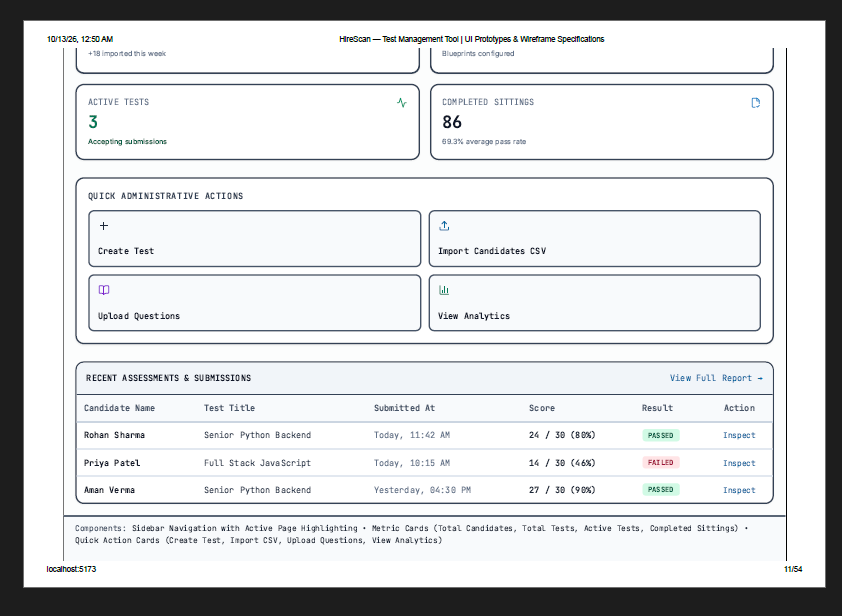 10/13/26, 12:50 AM HireScan — Test Management Tool | UI Prototypes & Wireframe Specifications
+18 imported this week Blueprints configured
ACTIVE TESTS COMPLETED SITTINGS
3 86
Accepting submissions 69.3% average pass rate
QUICK ADMINISTRATIVE ACTIONS
Create Test Import Candidates CSV
Upload Questions View Analytics
RECENT ASSESSMENTS & SUBMISSIONS View Full Report →
Candidate Name Test Title Submitted At Score Result Action
Rohan Sharma Senior Python Backend Today, 11:42 AM 24 / 30 (80%) PASSED Inspect
Priya Patel Full Stack JavaScript Today, 10:15 AM 14 / 30 (46%) FAILED Inspect
Aman Verma Senior Python Backend Yesterday, 04:30 PM 27 / 30 (90%) PASSED Inspect
Components: Sidebar Navigation with Active Page Highlighting • Metric Cards (Total Candidates, Total Tests, Active Tests, Completed Sittings) •
Quick Action Cards (Create Test, Import CSV, Upload Questions, View Analytics)
localhost:5173 11/54